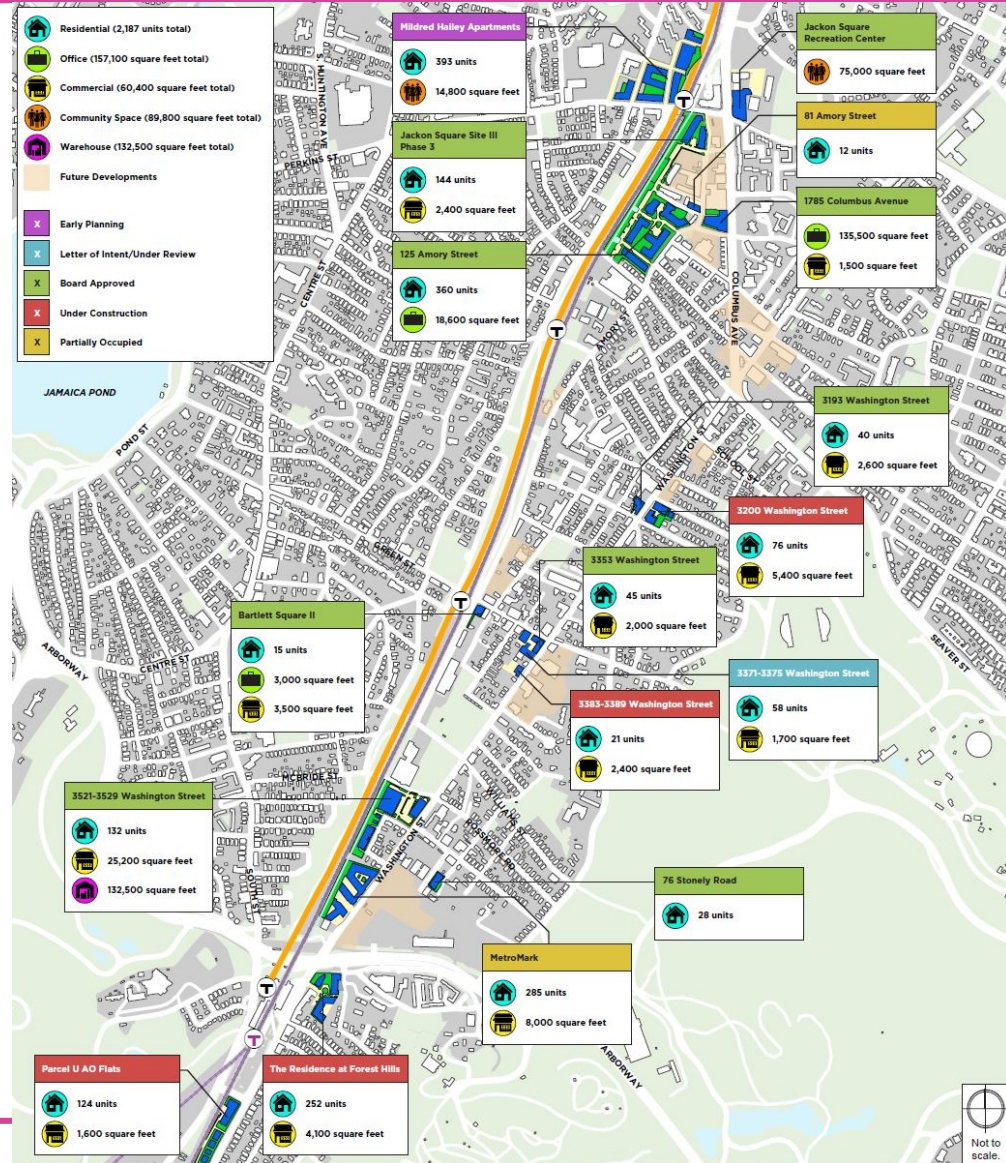 Residential (2,187 units total)
Office (157,100 square feet total)
Commercial (60,400 square feet total)
Community Space (89,800 square feet total)
Warehouse (132,500 square feet total)
Future Developments
X Early Planning
X Letter of Intent/Under Review
X Board Approved
X Under Construction
X Partially Occupied
Mildred Hailey Apartments
393 units
14,800 square feet
Jackon Square
Recreation Center
75,000 square feet
81 Amory Street
12 units
Jackon Square Site III
Phase 3
144 units
2,400 square feet
1785 Columbus Avenue
135,500 square feet
1,500 square feet
125 Amory Street
360 units
18,600 square feet
S. HUNTINGTON AVE
PERKINS ST
CENTRE ST
T
T
AMORY ST
COLUMBUS AVE
JAMAICA POND
POND ST
3193 Washington Street
40 units
2,600 square feet
WASHINGTON ST
3200 Washington Street
76 units
5,400 square feet
GREEN ST
3353 Washington Street
45 units
2,000 square feet
T
Bartlett Square II
15 units
3,000 square feet
3,500 square feet
ARBORWAY
CENTRE ST
SEAVER ST
3371-3375 Washington Street
58 units
1,700 square feet
3383-3389 Washington Street
21 units
2,400 square feet
MCBRIDE ST
3521-3529 Washington Street
132 units
25,200 square feet
132,500 square feet
WILLIAMS ST
ROSSMORE RD
WASHINGTON ST
SOUTH ST
76 Stonely Road
28 units
MetroMark
285 units
8,000 square feet
T
T
ARBORWAY
Parcel U AO Flats
124 units
1,600 square feet
The Residence at Forest Hills
252 units
4,100 square feet
Not to
scale.